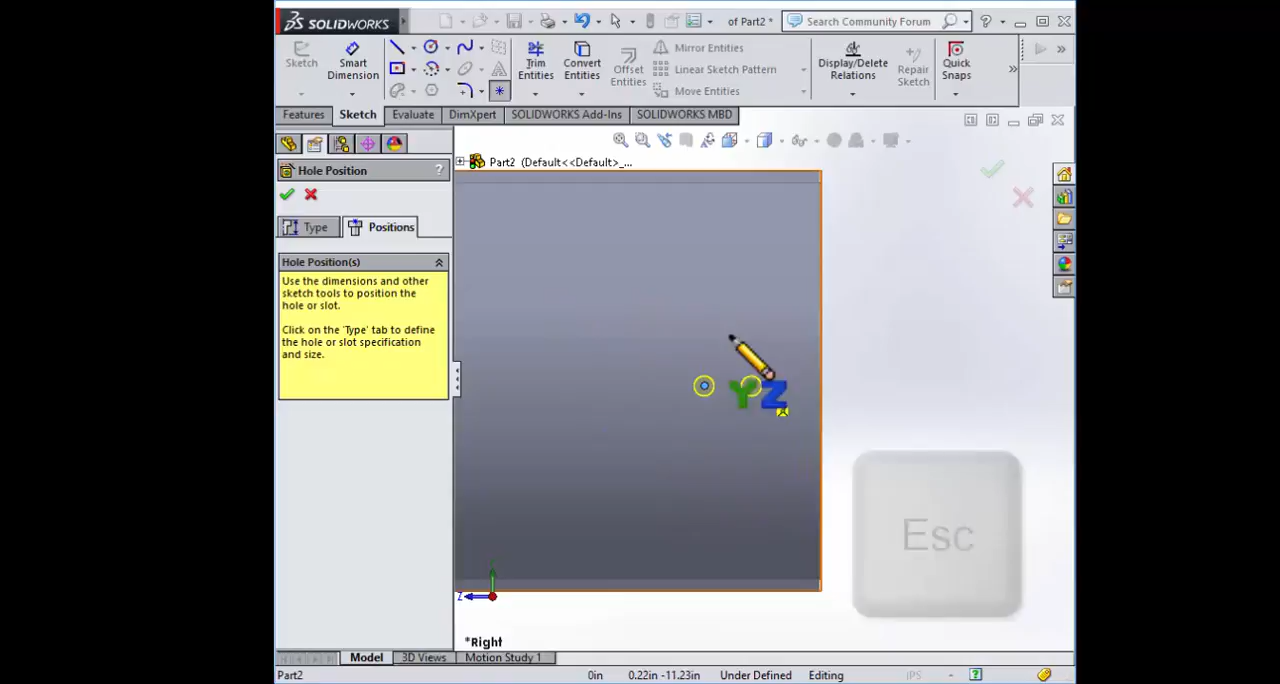 SOLIDWORKS
of Part2 *
Search Community Forum
Sketch
Smart
Dimension
Trim
Entities
Convert
Entities
Offset
Entities
Mirror Entities
Linear Sketch Pattern
Move Entities
Display/Delete
Relations
Repair
Sketch
Quick
Snaps
Features
Sketch
Evaluate
DimXpert
SOLIDWORKS Add-Ins
SOLIDWORKS MBD
Hole Position
?
Part2 (Default<<Default>_...
Type
Positions
Hole Position(s)
Use the dimensions and other
sketch tools to position the
hole or slot.
Click on the 'Type' tab to define
the hole or slot specification
and size.
YZ
Esc
Z
*Right
Model
3D Views
Motion Study 1
Part2
0in
0.22in -11.23in
Under Defined
Editing
IPS
-